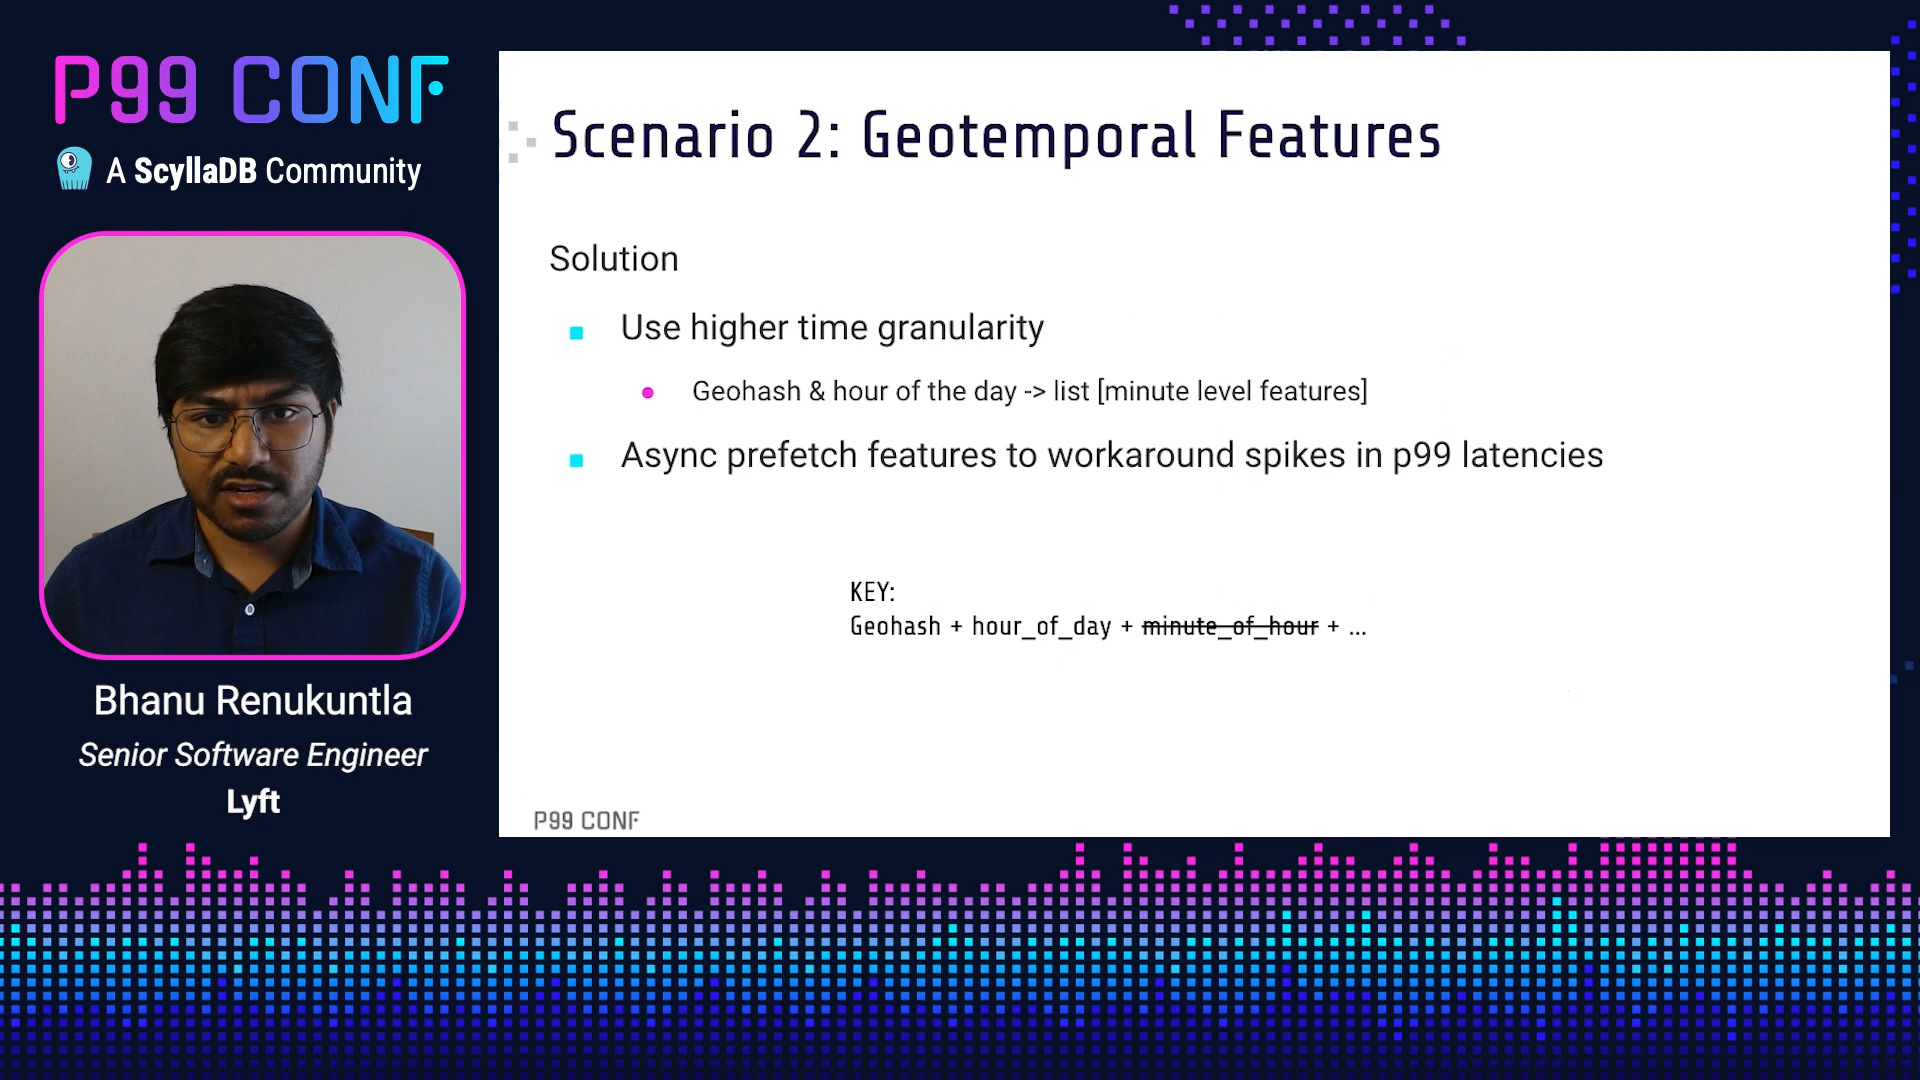 P99 CONF
A ScyllaDB Community
Bhanu Renukuntla
Senior Software Engineer
Lyft
Scenario 2: Geotemporal Features
Solution
Use higher time granularity
Geohash & hour of the day -> list [minute level features]
Async prefetch features to workaround spikes in p99 latencies
KEY:
Geohash + hour_of_day + minute_of_hour + ...
P99 CONF